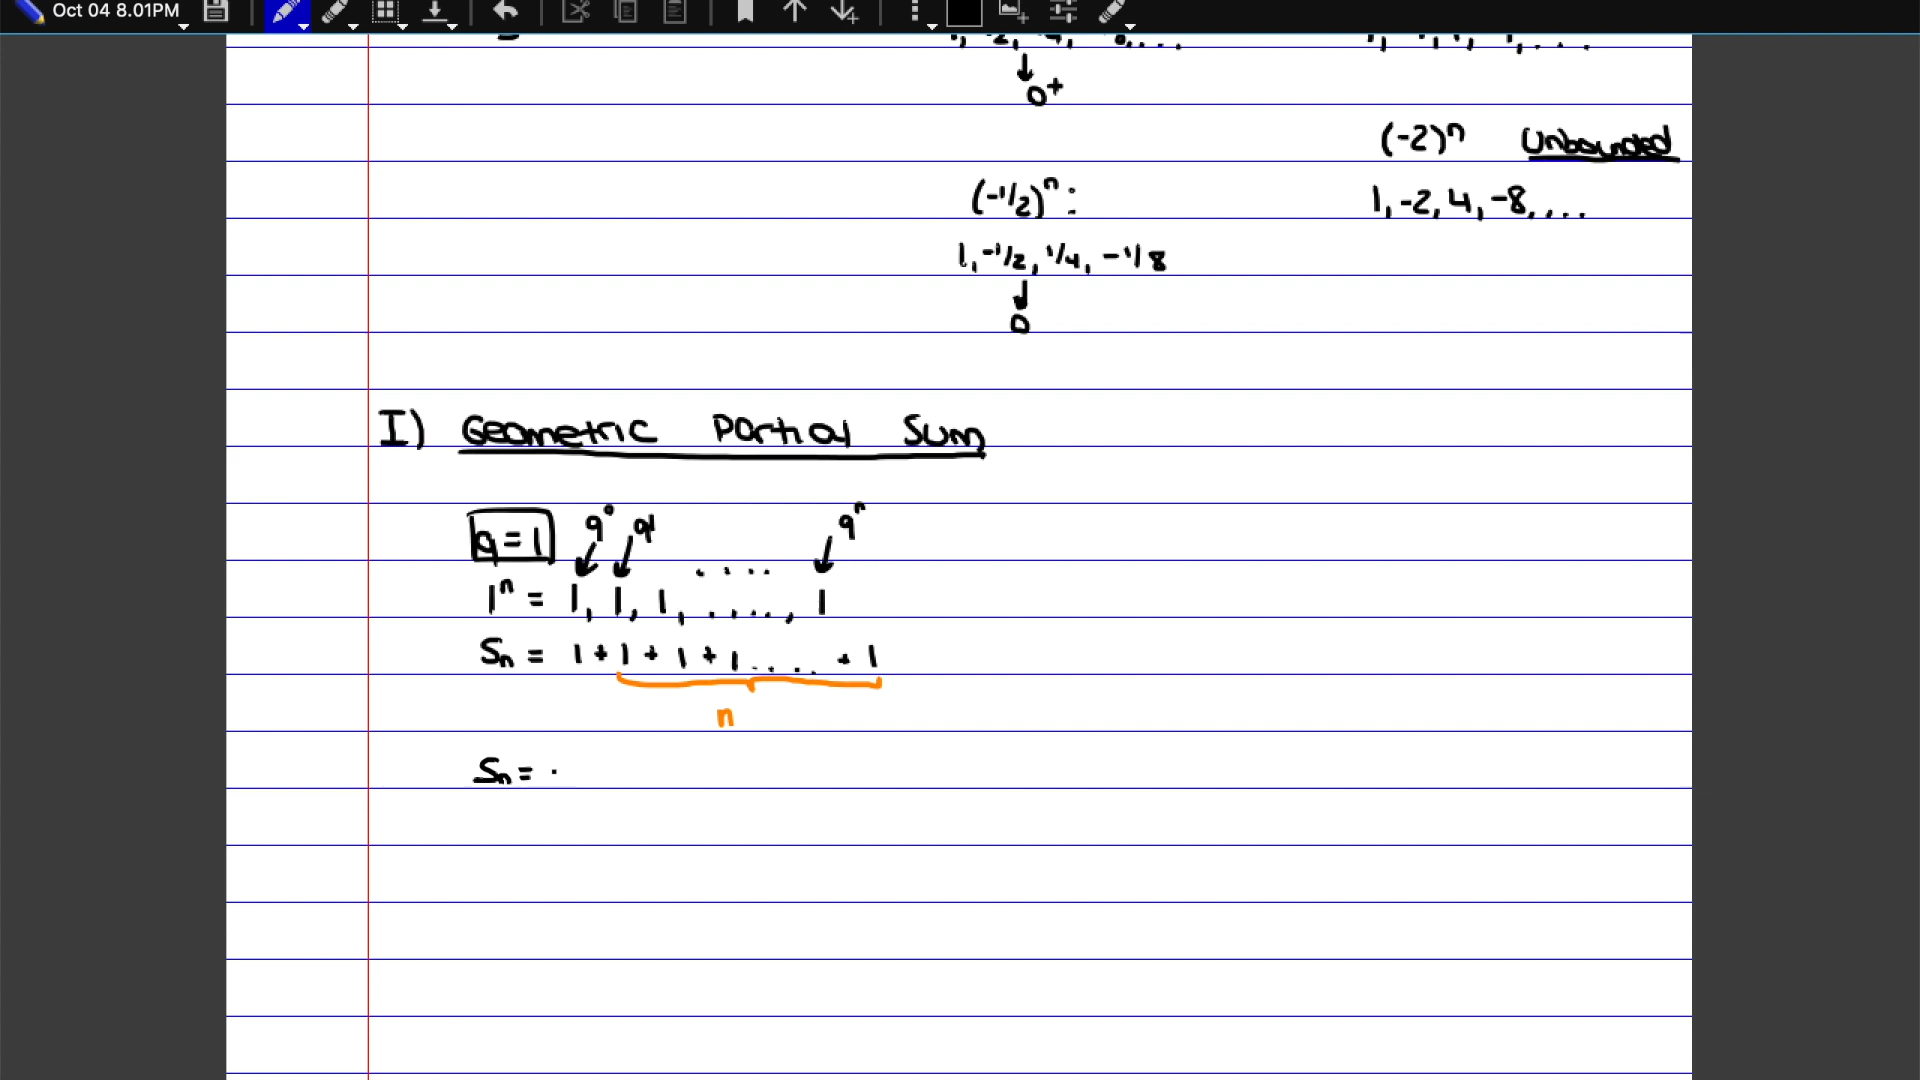 Oct 04 8.01PM
0⁺
(-2)ⁿ Unbounded
(-1/2)ⁿ:
1, -2, 4, -8, ...
1, -1/2, 1/4, -1/8
0
I) Geometric Partial Sum
q = 1 q⁰ q¹ .... qⁿ
1ⁿ = 1, 1, 1, ....., 1
Sn = 1 + 1 + 1 + 1 .... + 1
n
Sn = .